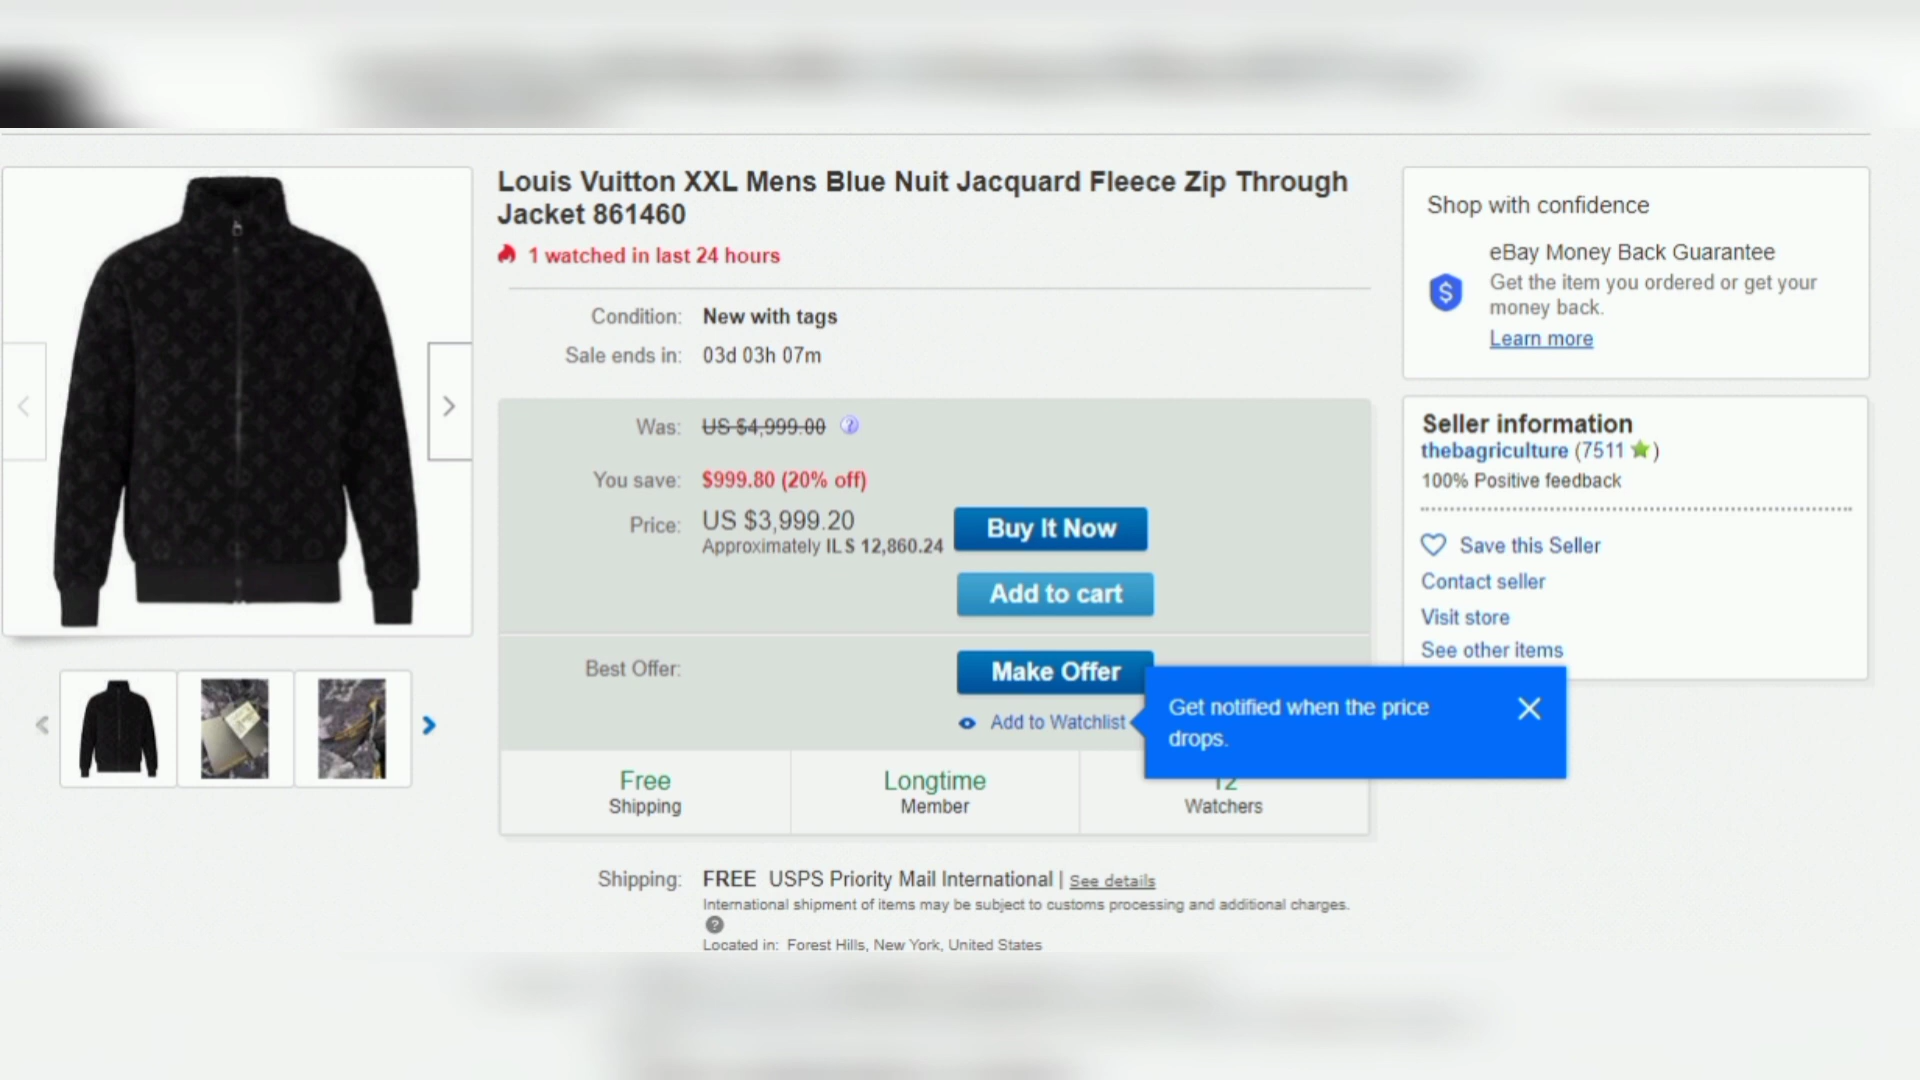 Louis Vuitton XXL Mens Blue Nuit Jacquard Fleece Zip Through
Jacket 861460
1 watched in last 24 hours
Condition: New with tags
Sale ends in: 03d 03h 07m
Was: US $4,999.00
You save: $999.80 (20% off)
Price: US $3,999.20
Approximately ILS 12,860.24
Buy It Now
Add to cart
Best Offer:
Make Offer
Add to Watchlist
Get notified when the price
drops.
Free
Shipping
Longtime
Member
12
Watchers
Shipping: FREE USPS Priority Mail International | See details
International shipment of items may be subject to customs processing and additional charges.
Located in: Forest Hills, New York, United States
Shop with confidence
eBay Money Back Guarantee
Get the item you ordered or get your
money back.
Learn more
Seller information
thebagriculture (7511)
100% Positive feedback
Save this Seller
Contact seller
Visit store
See other items